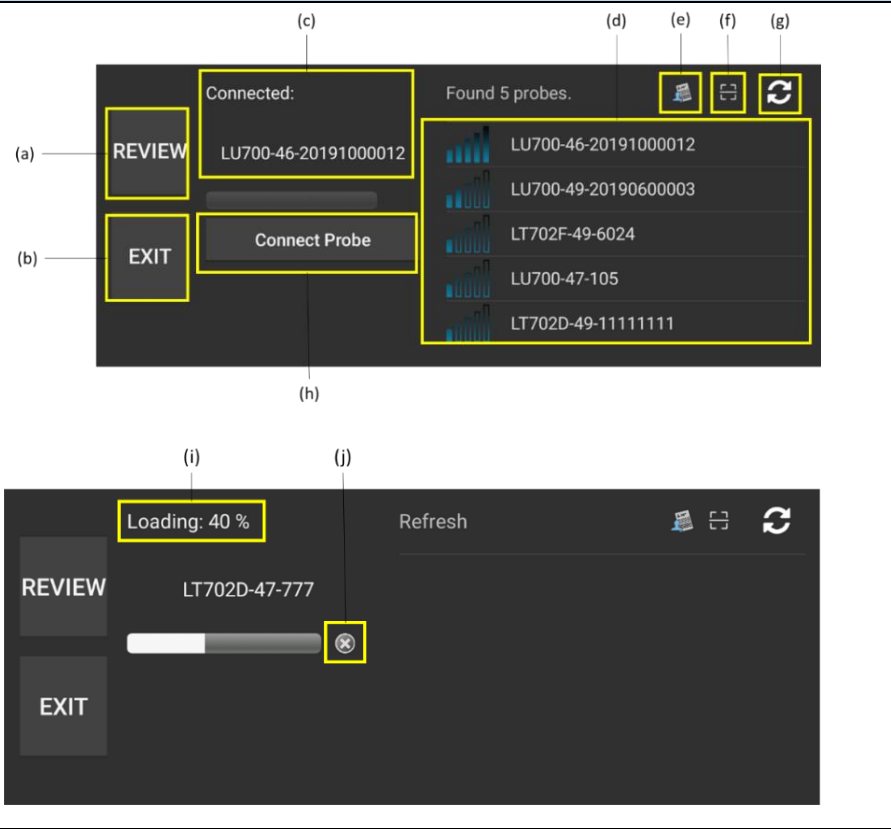 (c) (d) (e) (f) (g)
Connected: Found 5 probes.
(a) REVIEW LU700-46-20191000012 LU700-46-20191000012
LU700-49-20190600003
(b) EXIT Connect Probe LT702F-49-6024
LU700-47-105
LT702D-49-11111111
(h)
(i) (j)
Loading: 40 % Refresh
REVIEW LT702D-47-777
EXIT